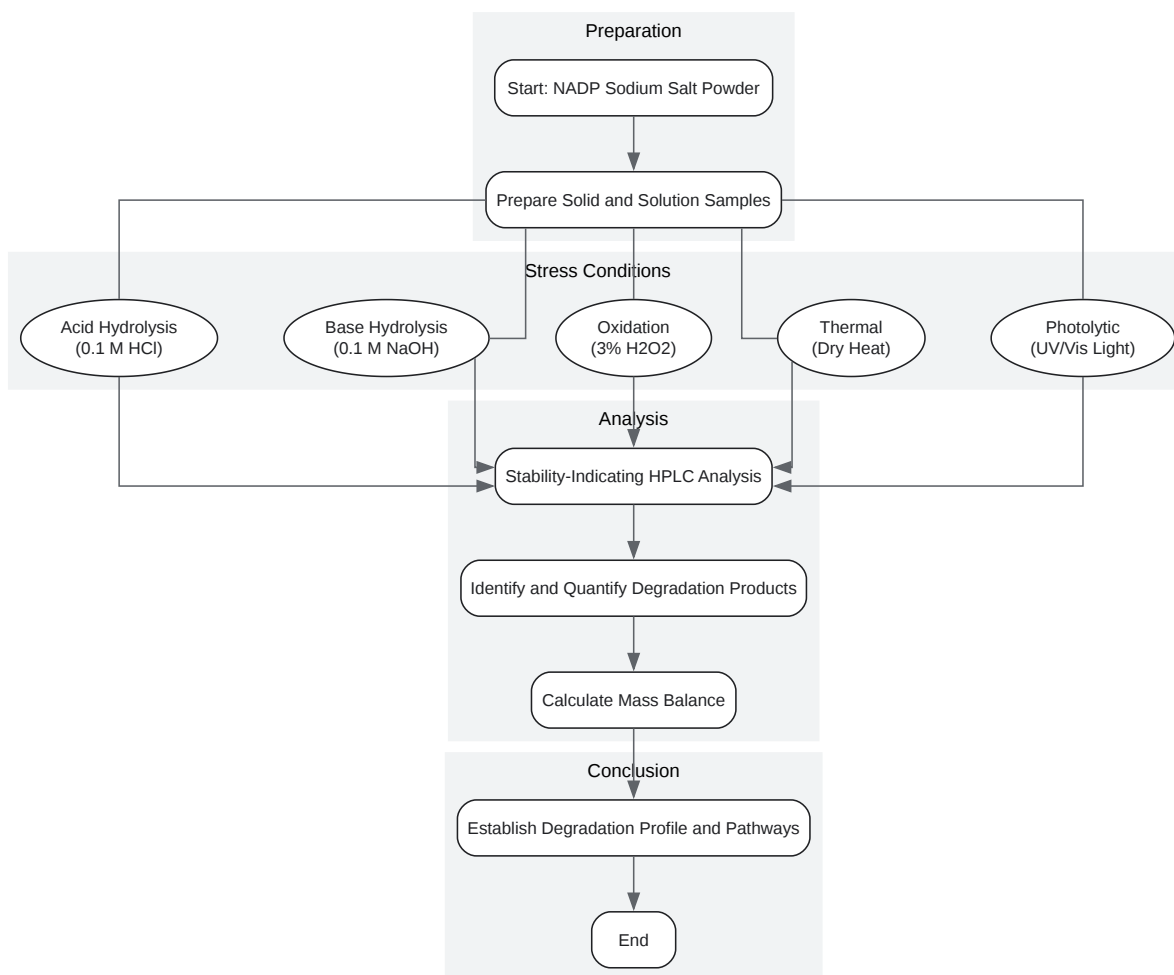 Preparation
Start: NADP Sodium Salt Powder
Prepare Solid and Solution Samples
Stress Conditions
Acid Hydrolysis
(0.1 M HCl)
Base Hydrolysis
(0.1 M NaOH)
Oxidation
(3% H2O2)
Thermal
(Dry Heat)
Photolytic
(UV/Vis Light)
Analysis
Stability-Indicating HPLC Analysis
Identify and Quantify Degradation Products
Calculate Mass Balance
Conclusion
Establish Degradation Profile and Pathways
End